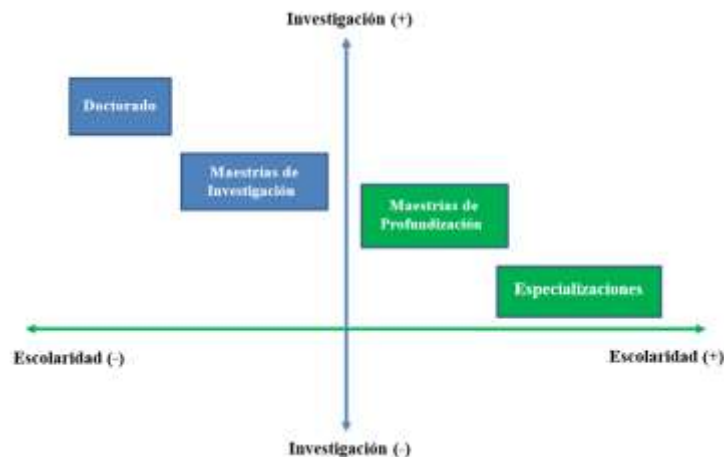 Investigación (+)
Doctorado
Maestrías de
Investigación
Maestrías de
Profundización
Especializaciones
Escolaridad (-)
Escolaridad (+)
Investigación (-)